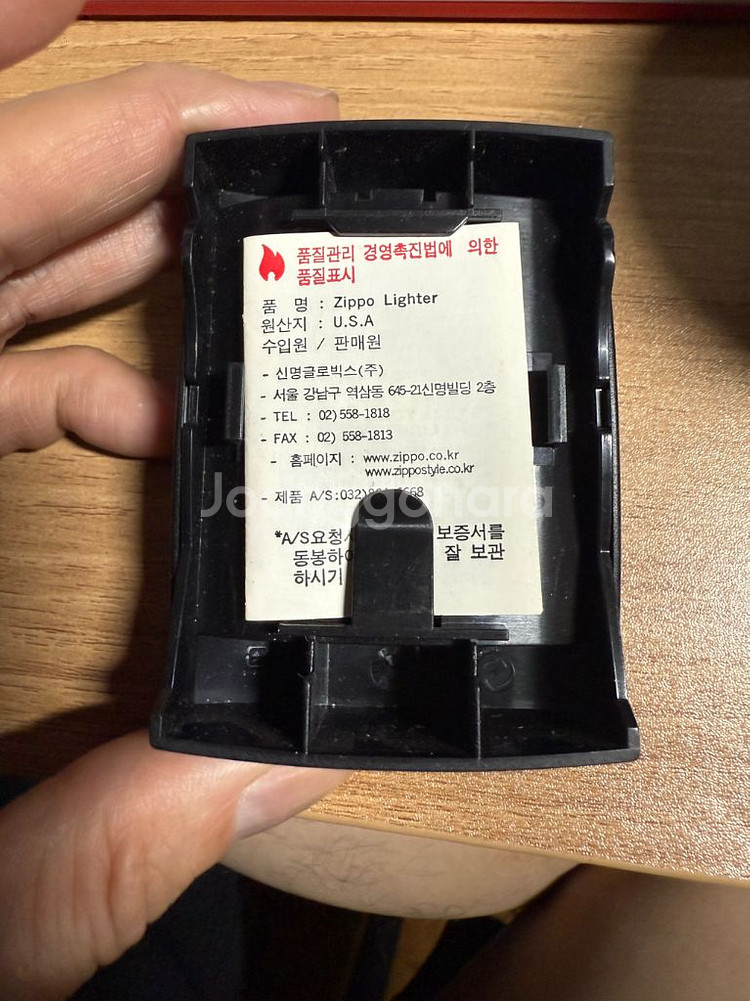 품질관리 경영촉진법에 의한
품질표시
품 명 : Zippo Lighter
원산지 : U.S.A
수입원 / 판매원
- 신명글로빅스(주)
- 서울 강남구 역삼동 645-21신명빌딩 2층
- TEL : 02)558-1818
- FAX : 02) 558-1813
- 홈페이지 : www.zippo.co.kr
www.zippostyle.co.kr
- 제품 A/S:032)
*A/S요청 보증서를
동봉하 잘 보관
하시기